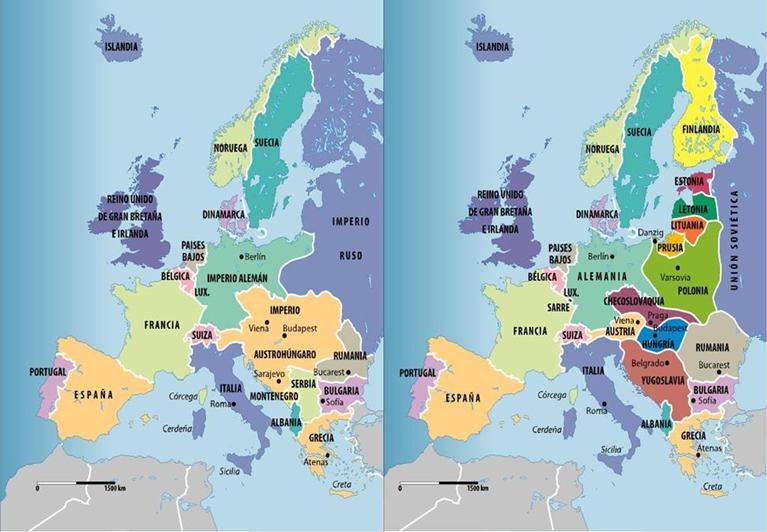 ISLANDIA
NORUEGA
SUECIA
REINO UNIDO
DE GRAN BRETAÑA
E IRLANDA
DINAMARCA
IMPERIO
RUSO
PAISES
BAJOS
Berlín
BÉLGICA
IMPERIO ALEMÁN
LUX.
FRANCIA
IMPERIO
Viena
Budapest
SUIZA
AUSTROHÚNGARO
RUMANIA
PORTUGAL
ESPAÑA
Sarajevo
Bucarest
SERBIA
ITALIA
MONTENEGRO
BULGARIA
Córcega
Roma
Sofía
Cerdeña
ALBANIA
GRECIA
Sicilia
Atenas
Creta
0
1500 km
ISLANDIA
FINLANDIA
SUECIA
NORUEGA
ESTONIA
REINO UNIDO
DE GRAN BRETAÑA
E IRLANDA
LETONIA
DINAMARCA
LITUANIA
UNIÓN SOVIÉTICA
Danzig
PAISES
BAJOS
Berlín
PRUSIA
BÉLGICA
ALEMANIA
Varsovia
POLONIA
LUX.
SARRE
CHECOSLOVAQUIA
Praga
FRANCIA
Viena
Budapest
SUIZA
AUSTRIA
HUNGRÍA
RUMANIA
Belgrado
Bucarest
PORTUGAL
ESPAÑA
ITALIA
YUGOSLAVIA
BULGARIA
Córcega
Sofía
Roma
Cerdeña
ALBANIA
GRECIA
Sicilia
Atenas
Creta
0
1500 km